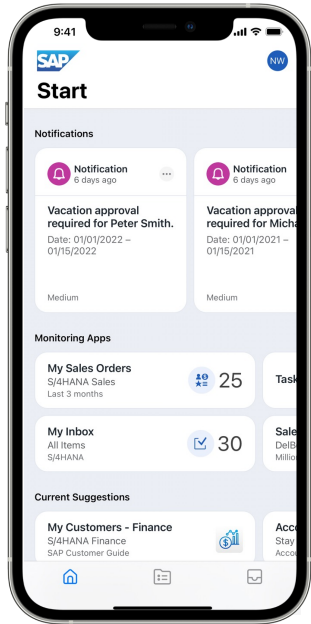 9:41
SAP
NW
Start
Notifications
Notification
6 days ago
Vacation approval
required for Peter Smith.
Date: 01/01/2022 –
01/15/2022
Medium
Notification
6 days ago
Vacation approval
required for Micha
Date: 01/01/2021 –
01/15/2021
Medium
Monitoring Apps
My Sales Orders
S/4HANA Sales
Last 3 months
25
Task
My Inbox
All Items
S/4HANA
30
Sale
DelB
Million
Current Suggestions
My Customers - Finance
S/4HANA Finance
SAP Customer Guide
Acco
Stay
Accou